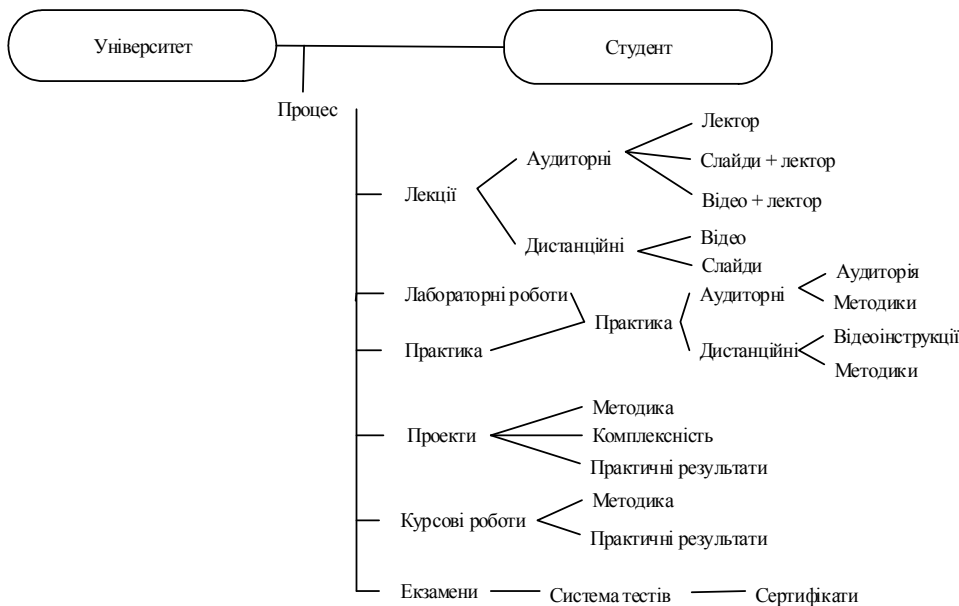 Університет
Студент
Процес
Лектор
Аудиторні
Слайди + лектор
Лекції
Відео + лектор
Дистанційні
Відео
Слайди
Аудиторія
Лабораторні роботи
Аудиторні
Методики
Практика
Відеоінструкції
Практика
Дистанційні
Методики
Методика
Проекти
Комплексність
Практичні результати
Методика
Курсові роботи
Практичні результати
Екзамени
Система тестів
Сертифікати